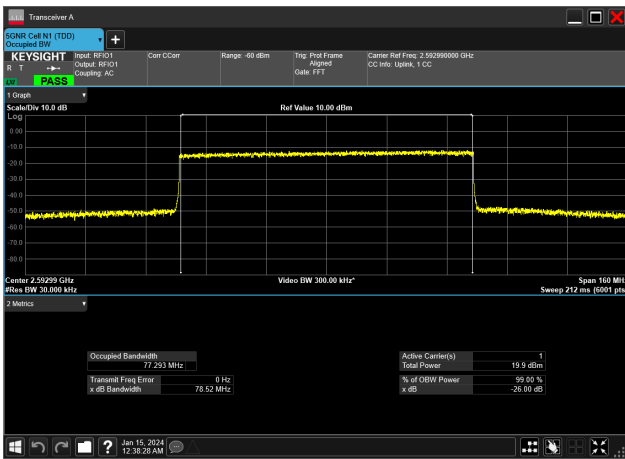 Transceiver A
5GNR Cell N1 (TDD)
Occupied BW
KEYSIGHT
R T
LNI
PASS
Input: RFIO1
Output: RFIO1
Coupling: AC
Corr CCorr
Range: -60 dBm
Trig: Prot Frame
Aligned
Gate: FFT
Carrier Ref Freq: 2.592990000 GHz
CC Info: Uplink, 1 CC
1 Graph
Scale/Div 10.0 dB
Ref Value 10.00 dBm
Log
0.00
-10.0
-20.0
-30.0
-40.0
-50.0
-60.0
-70.0
-80.0
Center 2.59299 GHz
#Res BW 30.000 kHz
Video BW 300.00 kHz*
Span 160 MHz
Sweep 212 ms (6001 pts
2 Metrics
Occupied Bandwidth
77.293 MHz
Transmit Freq Error 0 Hz
x dB Bandwidth 78.52 MHz
Active Carrier(s) 1
Total Power 19.9 dBm
% of OBW Power 99.00 %
x dB -26.00 dB
Jan 15, 2024
12:38:28 AM